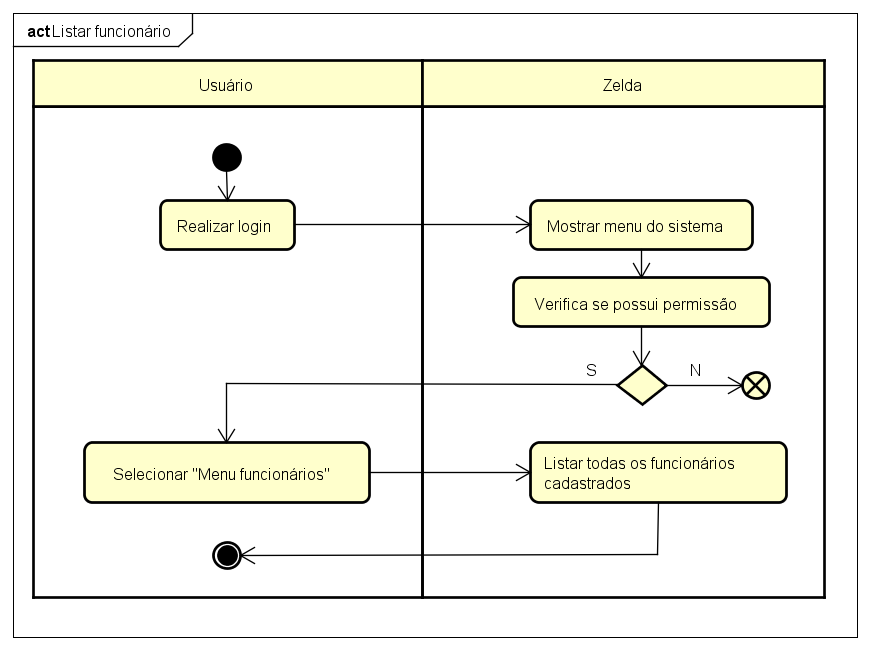 act Listar funcionário
Usuário
Zelda
Realizar login
Mostrar menu do sistema
Verifica se possui permissão
S
N
Selecionar "Menu funcionários"
Listar todas os funcionários
cadastrados